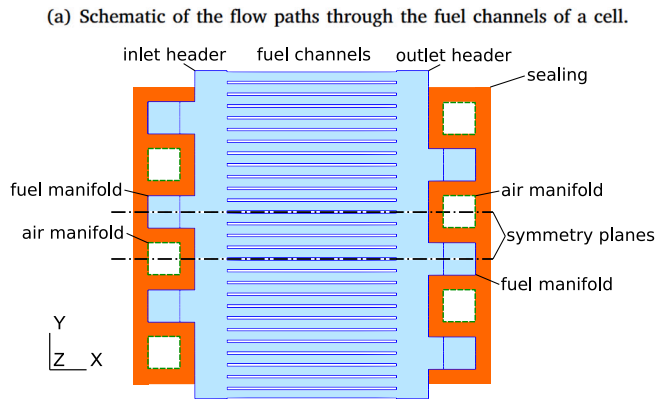 (a) Schematic of the flow paths through the fuel channels of a cell.
inlet header
fuel channels
outlet header
sealing
fuel manifold
air manifold
air manifold
symmetry planes
fuel manifold
Y
Z
X